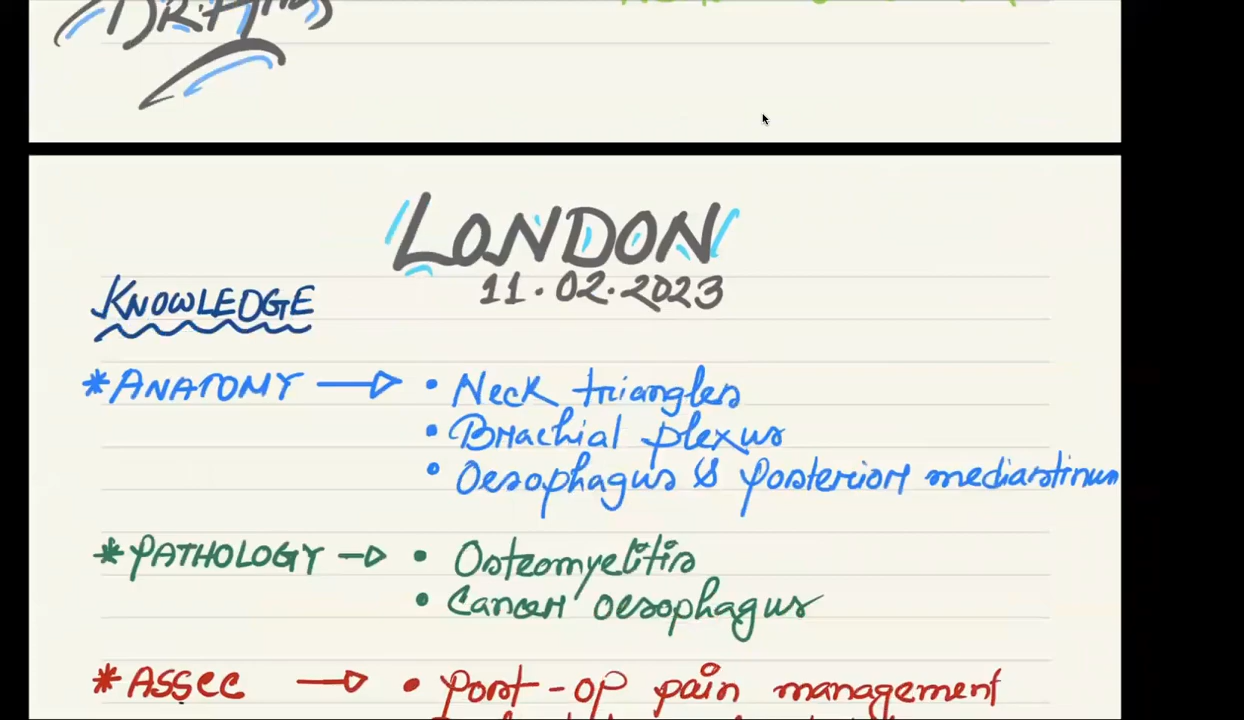 LONDON
11.02.2023
KNOWLEDGE
*ANATOMY → • Neck triangles
• Brachial plexus
• Oesophagus & posterior mediastinum
*PATHOLOGY → • Osteomyelitis
• Cancer oesophagus
*ASSCC → • Post-op pain management